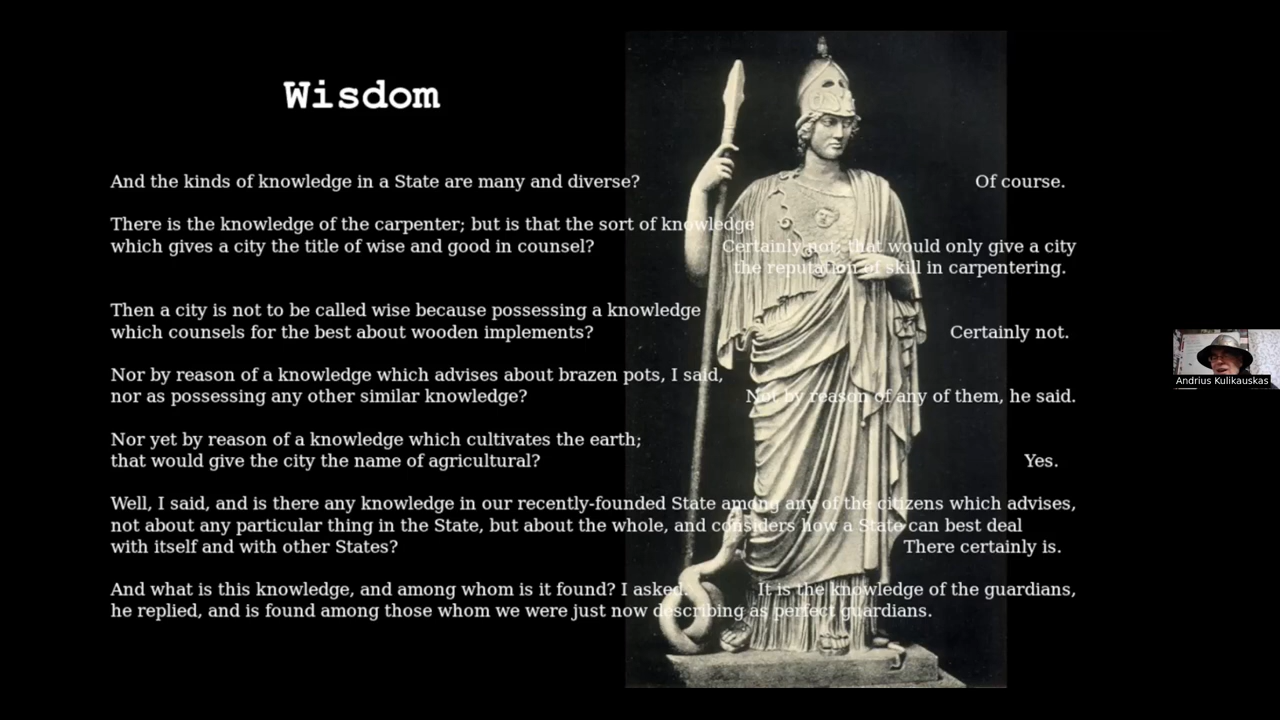 Wisdom
And the kinds of knowledge in a State are many and diverse? Of course.
There is the knowledge of the carpenter; but is that the sort of knowledge
which gives a city the title of wise and good in counsel? Certainly not; that would only give a city
the reputation of skill in carpentering.
Then a city is not to be called wise because possessing a knowledge
which counsels for the best about wooden implements? Certainly not.
Nor by reason of a knowledge which advises about brazen pots, I said,
nor as possessing any other similar knowledge? Not by reason of any of them, he said.
Nor yet by reason of a knowledge which cultivates the earth;
that would give the city the name of agricultural? Yes.
Well, I said, and is there any knowledge in our recently-founded State among any of the citizens which advises,
not about any particular thing in the State, but about the whole, and considers how a State can best deal
with itself and with other States? There certainly is.
And what is this knowledge, and among whom is it found? I asked. It is the knowledge of the guardians,
he replied, and is found among those whom we were just now describing as perfect guardians.
Andrius Kulikauskas